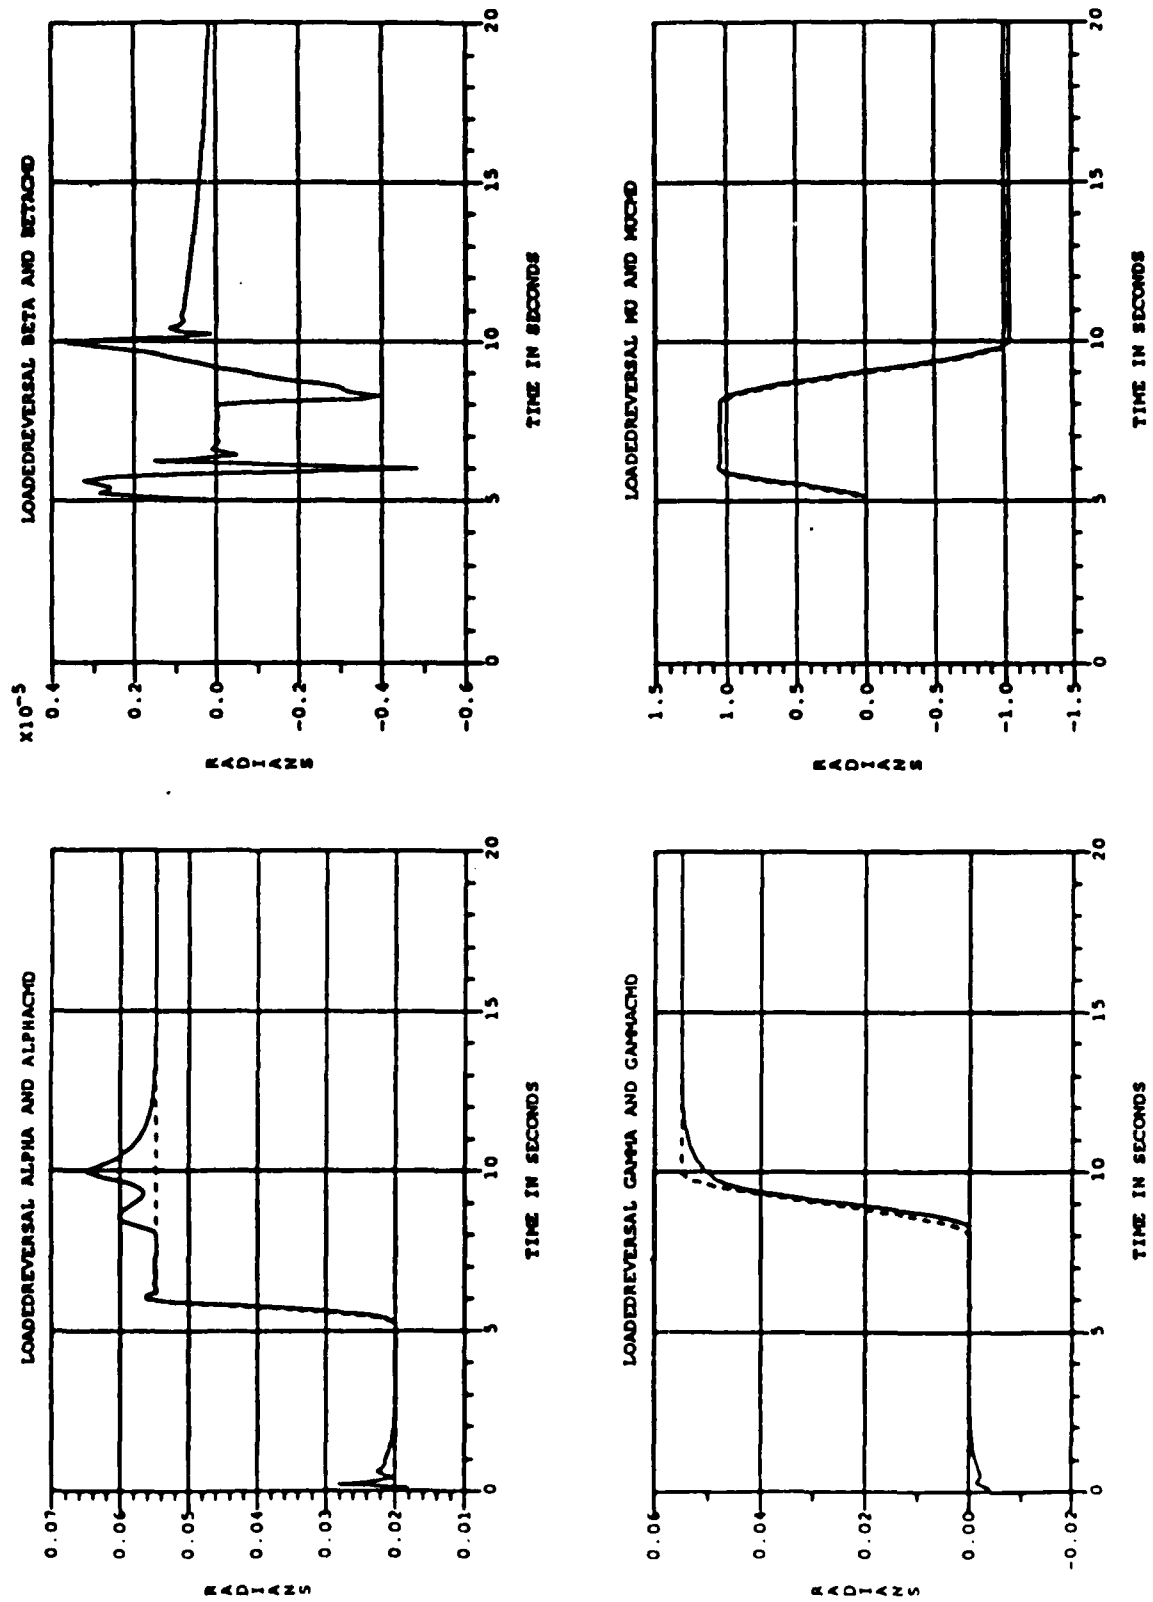 LOADEDREVERSAL ALPHA AND ALPHACMD
0.07
0.06
0.05
0.04
0.03
0.02
0.01
RADIANS
0 5 10 15 20
TIME IN SECONDS
LOADEDREVERSAL BETA AND BETACMD
X10-5
0.4
0.2
0.0
-0.2
-0.4
-0.6
RADIANS
0 5 10 15 20
TIME IN SECONDS
LOADEDREVERSAL GAMMA AND GAMMACMD
0.06
0.04
0.02
0.00
-0.02
RADIANS
0 5 10 15 20
TIME IN SECONDS
LOADEDREVERSAL MU AND MUCMD
1.5
1.0
0.5
0.0
-0.5
-1.0
-1.5
RADIANS
0 5 10 15 20
TIME IN SECONDS